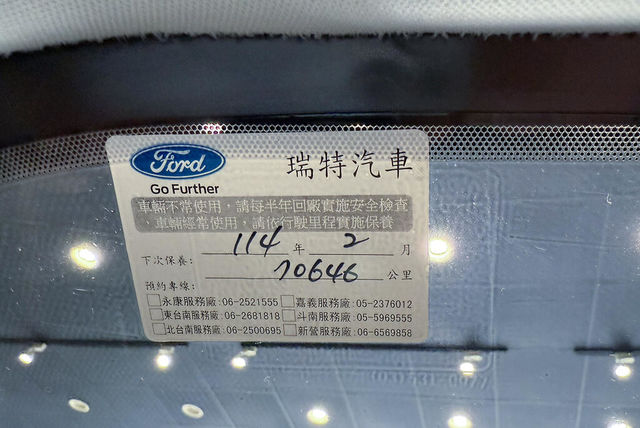 Ford
瑞特汽車
Go Further
車輛不常使用，請每半年回廠實施安全檢查
，車輛經常使用，請依行駛里程實施保養
下次保養： 114 年 2 月
70646 公里
預約專線：
□永康服務廠:06-2521555 □嘉義服務廠:05-2376012
□東台南服務廠:06-2681818 □斗南服務廠:05-5969555
□北台南服務廠:06-2500695 □新營服務廠:06-6569858